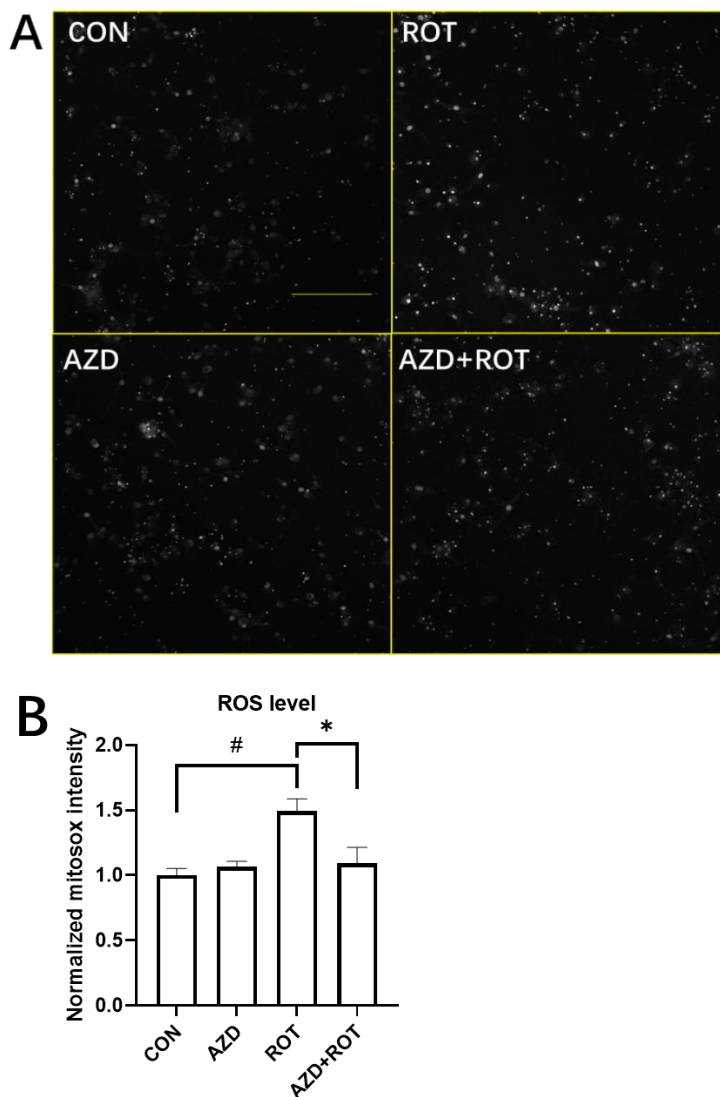 A
CON
ROT
AZD
AZD+ROT
B
ROS level
Normalized mitosox intensity
2.0
1.5
1.0
0.5
0.0
#
*
CON
AZD
ROT
AZD+ROT